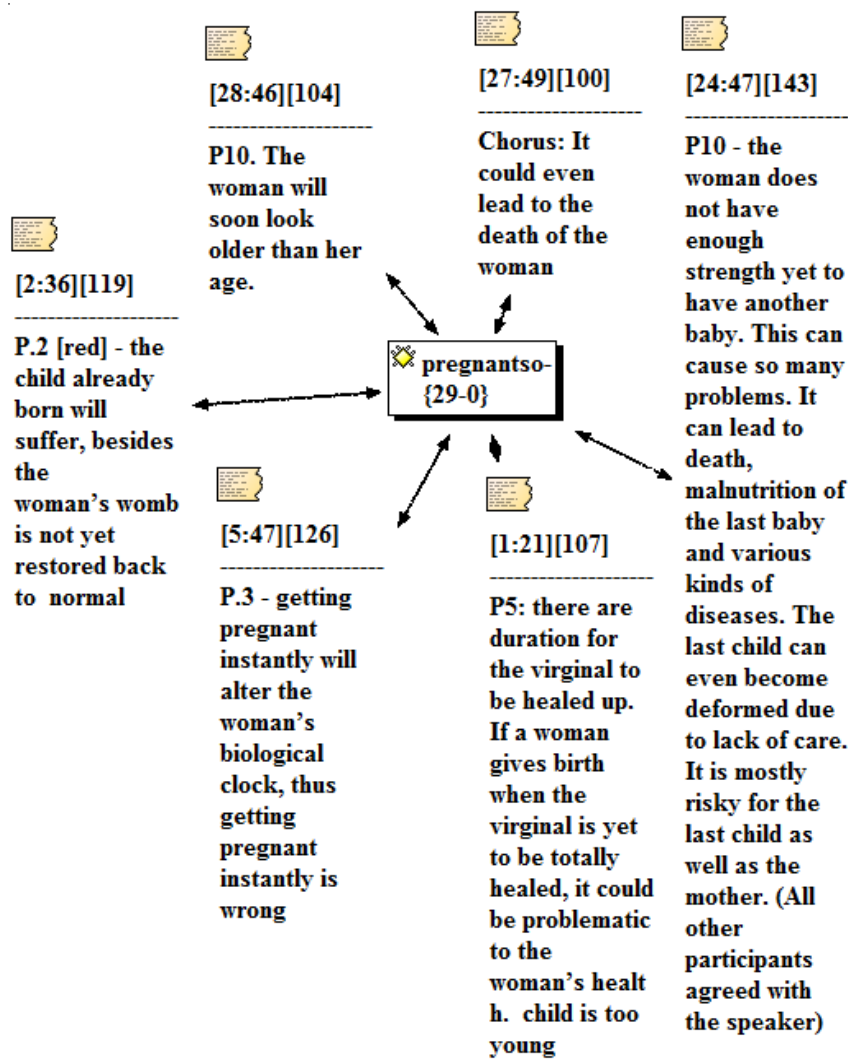 [28:46][104]
--------------------
P10. The
woman will
soon look
older than her
age.
[27:49][100]
--------------------
Chorus: It
could even
lead to the
death of the
woman
[24:47][143]
--------------------
P10 - the
woman does
not have
enough
strength yet to
have another
baby. This can
cause so many
problems. It
can lead to
death,
malnutrition of
the last baby
and various
kinds of
diseases. The
last child can
even become
deformed due
to lack of care.
It is mostly
risky for the
last child as
well as the
mother. (All
other
participants
agreed with
the speaker)
[2:36][119]
--------------------
P.2 [red] - the
child already
born will
suffer, besides
the
woman's womb
is not yet
restored back
to normal
pregnantso-
{29-0}
[5:47][126]
--------------------
P.3 - getting
pregnant
instantly will
alter the
woman's
biological
clock, thus
getting
pregnant
instantly is
wrong
[1:21][107]
--------------------
P5: there are
duration for
the virginal to
be healed up.
If a woman
gives birth
when the
virginal is yet
to be totally
healed, it could
be problematic
to the
woman's healt
h. child is too
young